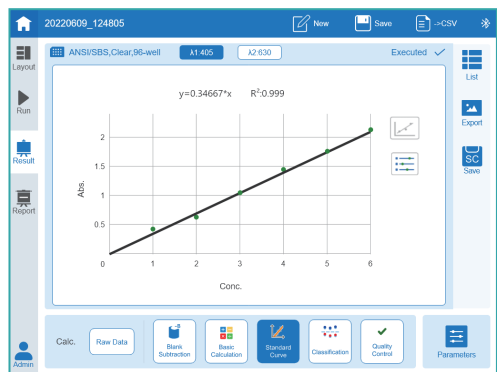 20220609_124805
New
Save
->CSV
Layout
Run
Result
Report
Admin
ANSI/SBS,Clear,96-well
λ1:405
λ2:630
Executed
List
Export
SC
Save
y=0.34667*x R²:0.999
Abs.
2
1.5
1
0.5
0
1
2
3
4
5
6
Conc.
Calc.
Raw Data
-B
Blank
Subtraction
Basic
Calculation
Standard
Curve
Classification
Quality
Control
Parameters